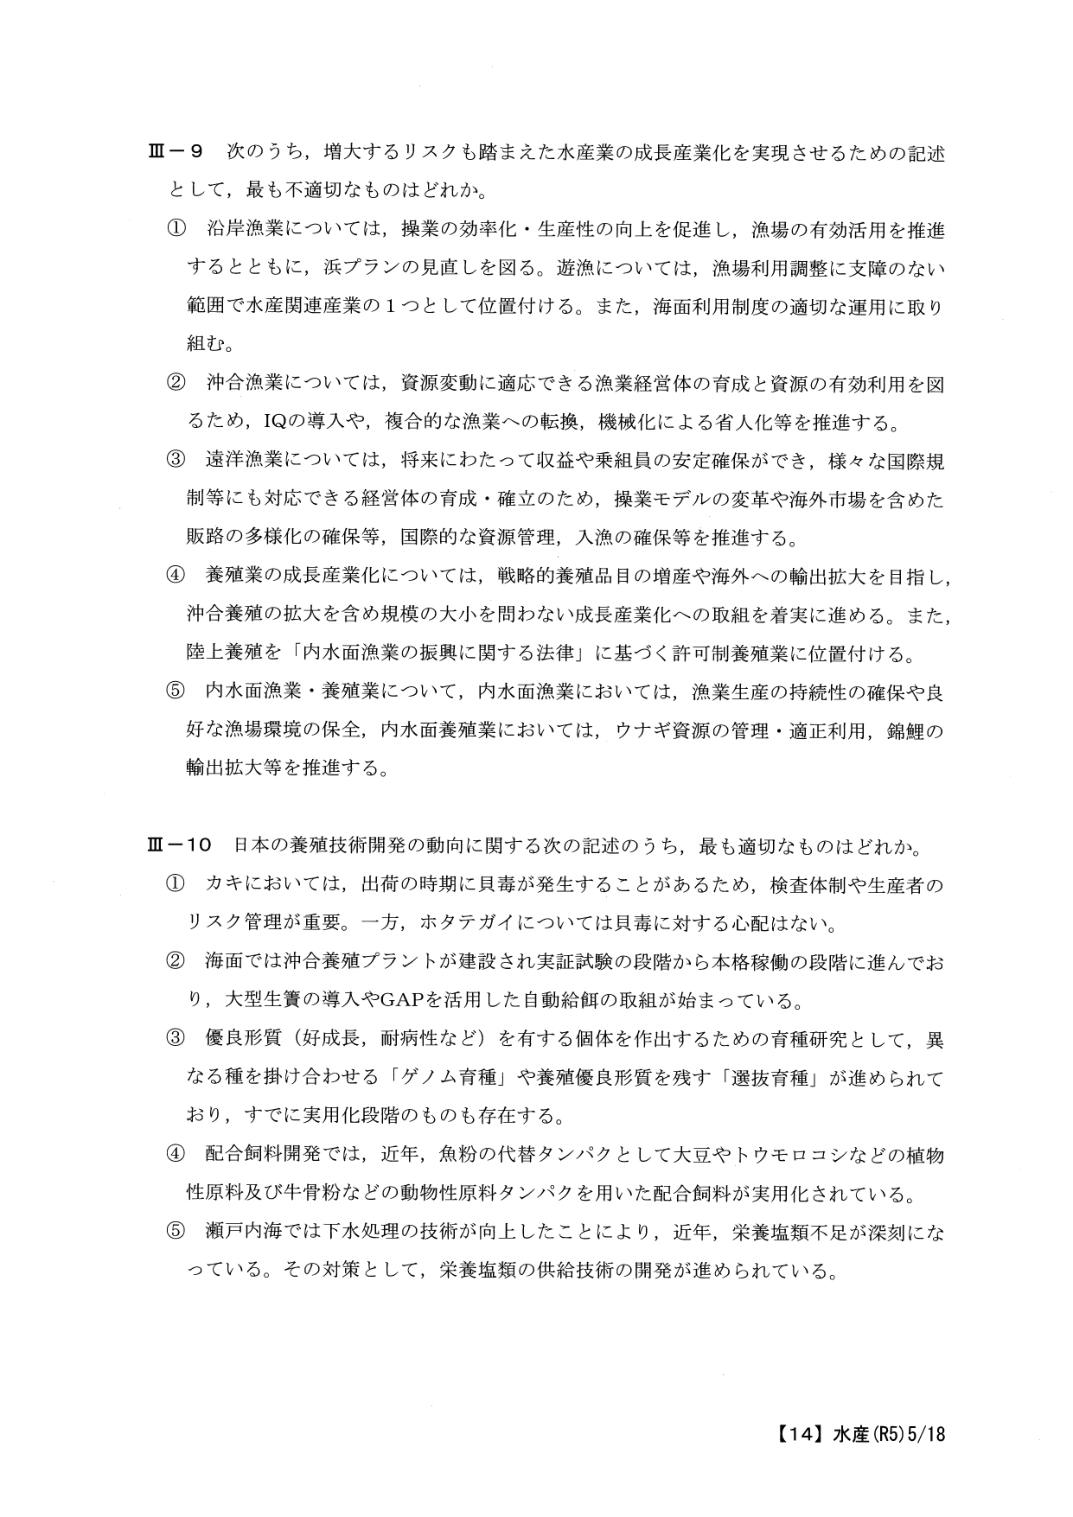 Ⅲ－9　次のうち，増大するリスクも踏まえた水産業の成長産業化を実現させるための記述
として，最も不適切なものはどれか。
①　沿岸漁業については，操業の効率化・生産性の向上を促進し，漁場の有効活用を推進
するとともに，浜プランの見直しを図る。遊漁については，漁場利用調整に支障のない
範囲で水産関連産業の１つとして位置付ける。また，海面利用制度の適切な運用に取り
組む。
②　沖合漁業については，資源変動に適応できる漁業経営体の育成と資源の有効利用を図
るため，IQの導入や，複合的な漁業への転換，機械化による省人化等を推進する。
③　遠洋漁業については，将来にわたって収益や乗組員の安定確保ができ，様々な国際規
制等にも対応できる経営体の育成・確立のため，操業モデルの変革や海外市場を含めた
販路の多様化の確保等，国際的な資源管理，入漁の確保等を推進する。
④　養殖業の成長産業化については，戦略的養殖品目の増産や海外への輸出拡大を目指し，
沖合養殖の拡大を含め規模の大小を問わない成長産業化への取組を着実に進める。また，
陸上養殖を「内水面漁業の振興に関する法律」に基づく許可制養殖業に位置付ける。
⑤　内水面漁業・養殖業について，内水面漁業においては，漁業生産の持続性の確保や良
好な漁場環境の保全，内水面養殖業においては，ウナギ資源の管理・適正利用，錦鯉の
輸出拡大等を推進する。
Ⅲ－10　日本の養殖技術開発の動向に関する次の記述のうち，最も適切なものはどれか。
①　カキにおいては，出荷の時期に貝毒が発生することがあるため，検査体制や生産者の
リスク管理が重要。一方，ホタテガイについては貝毒に対する心配はない。
②　海面では沖合養殖プラントが建設され実証試験の段階から本格稼働の段階に進んでお
り，大型生簀の導入やGAPを活用した自動給餌の取組が始まっている。
③　優良形質（好成長，耐病性など）を有する個体を作出するための育種研究として，異
なる種を掛け合わせる「ゲノム育種」や養殖優良形質を残す「選抜育種」が進められて
おり，すでに実用化段階のものも存在する。
④　配合飼料開発では，近年，魚粉の代替タンパクとして大豆やトウモロコシなどの植物
性原料及び牛骨粉などの動物性原料タンパクを用いた配合飼料が実用化されている。
⑤　瀬戸内海では下水処理の技術が向上したことにより，近年，栄養塩類不足が深刻にな
っている。その対策として，栄養塩類の供給技術の開発が進められている。
【14】水産(R5)5/18